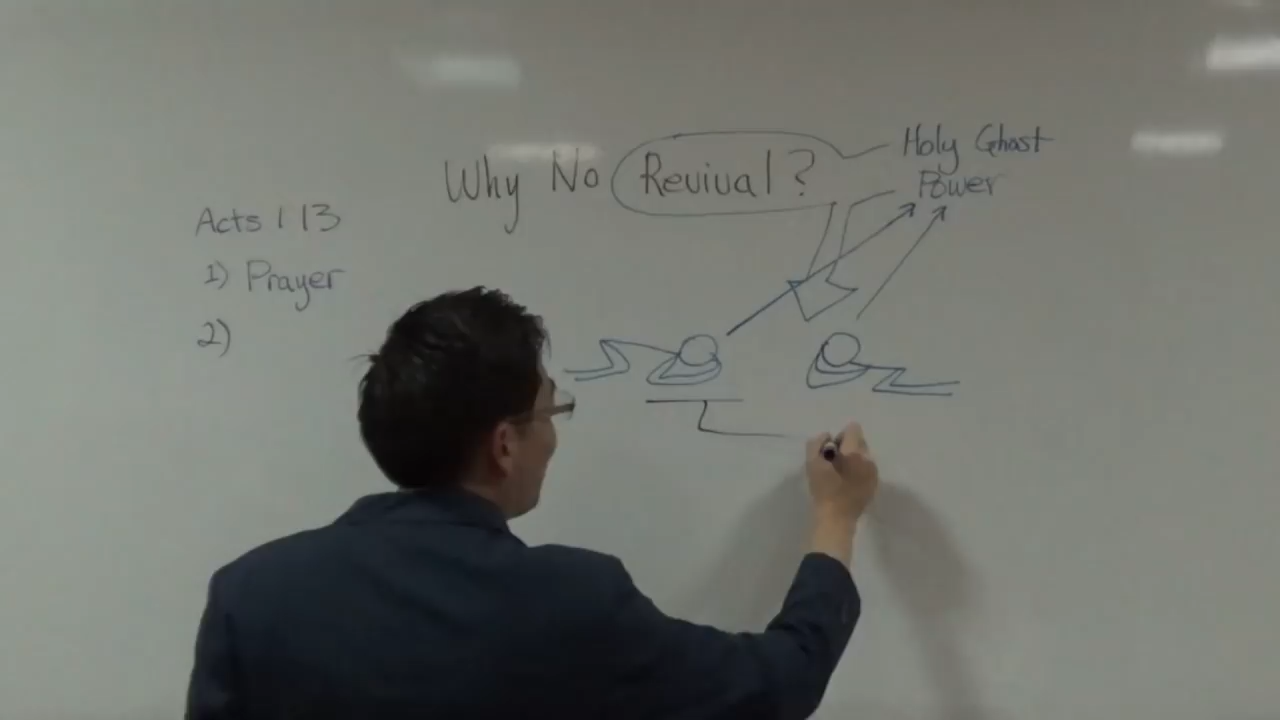 Why No Revival?
Holy Ghost
Power
Acts 1 13
1) Prayer
2)